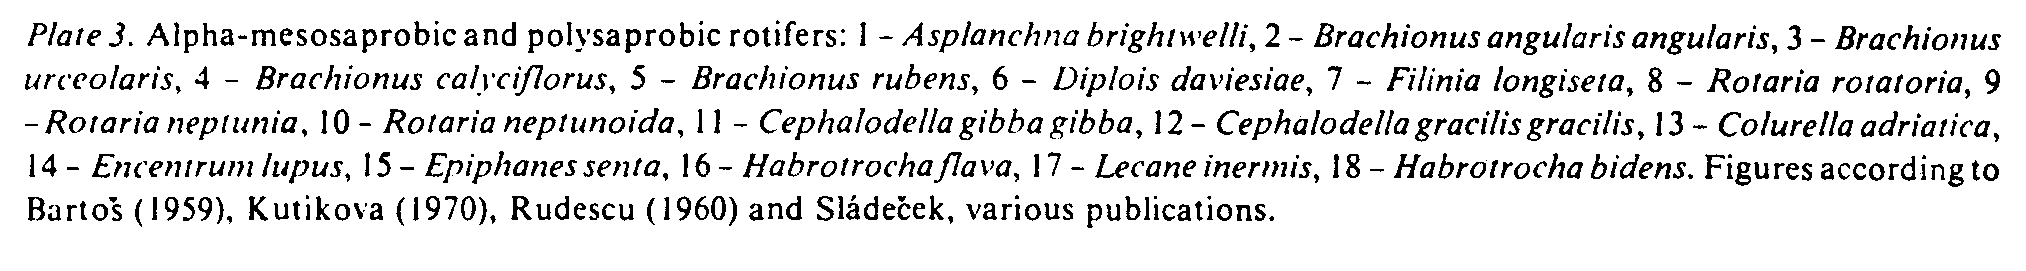 Plate 3. Alpha-mesosaprobic and polysaprobic rotifers: 1 – Asplanchna brightwelli, 2 – Brachionus angularis angularis, 3 – Brachionus
urceolaris, 4 – Brachionus calyciflorus, 5 – Brachionus rubens, 6 – Diplois daviesiae, 7 – Filinia longiseta, 8 – Rotaria rotatoria, 9
– Rotaria neptunia, 10 – Rotaria neptunoida, 11 – Cephalodella gibba gibba, 12 – Cephalodella gracilis gracilis, 13 – Colurella adriatica,
14 – Encentrum lupus, 15 – Epiphanes senta, 16 – Habrotrocha flava, 17 – Lecane inermis, 18 – Habrotrocha bidens. Figures according to
Bartoš (1959), Kutikova (1970), Rudescu (1960) and Sládeček, various publications.